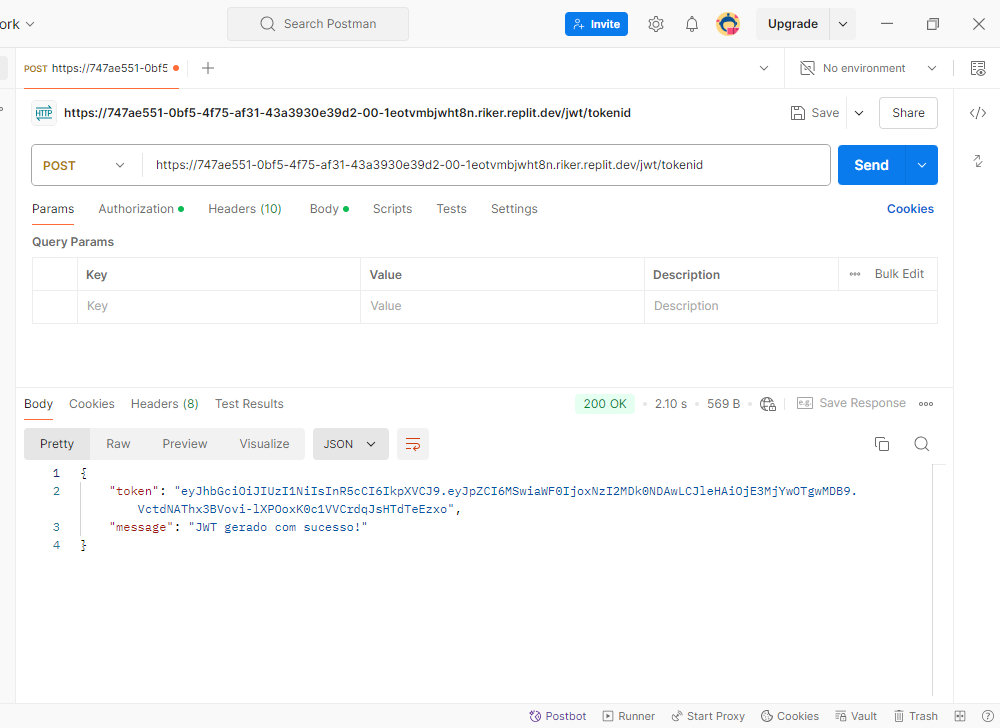 ork
Search Postman
Invite
Upgrade
POST https://747ae551-0bf5
No environment
HTTP
https://747ae551-0bf5-4f75-af31-43a3930e39d2-00-1eotvmbjwht8n.riker.replit.dev/jwt/tokenid
Save
Share
POST
https://747ae551-0bf5-4f75-af31-43a3930e39d2-00-1eotvmbjwht8n.riker.replit.dev/jwt/tokenid
Send
Params Authorization Headers (10) Body Scripts Tests Settings Cookies
Query Params
Key Value Description Bulk Edit
Key Value Description
Body Cookies Headers (8) Test Results 200 OK 2.10 s 569 B e.g. Save Response
Pretty Raw Preview Visualize JSON
1 {
2 "token": "eyJhbGciOiJIUzI1NiIsInR5cCI6IkpXVCJ9.eyJpZCI6MSwiaWF0IjoxNzI2MDk0NDAwLCJleHAiOjE3MjYwOTgwMDB9.
VctdNAThx3BVovi-lXPOoxK0c1VVCrdqJsHTdTeEzxo",
3 "message": "JWT gerado com sucesso!"
4 }
Postbot Runner Start Proxy Cookies Vault Trash